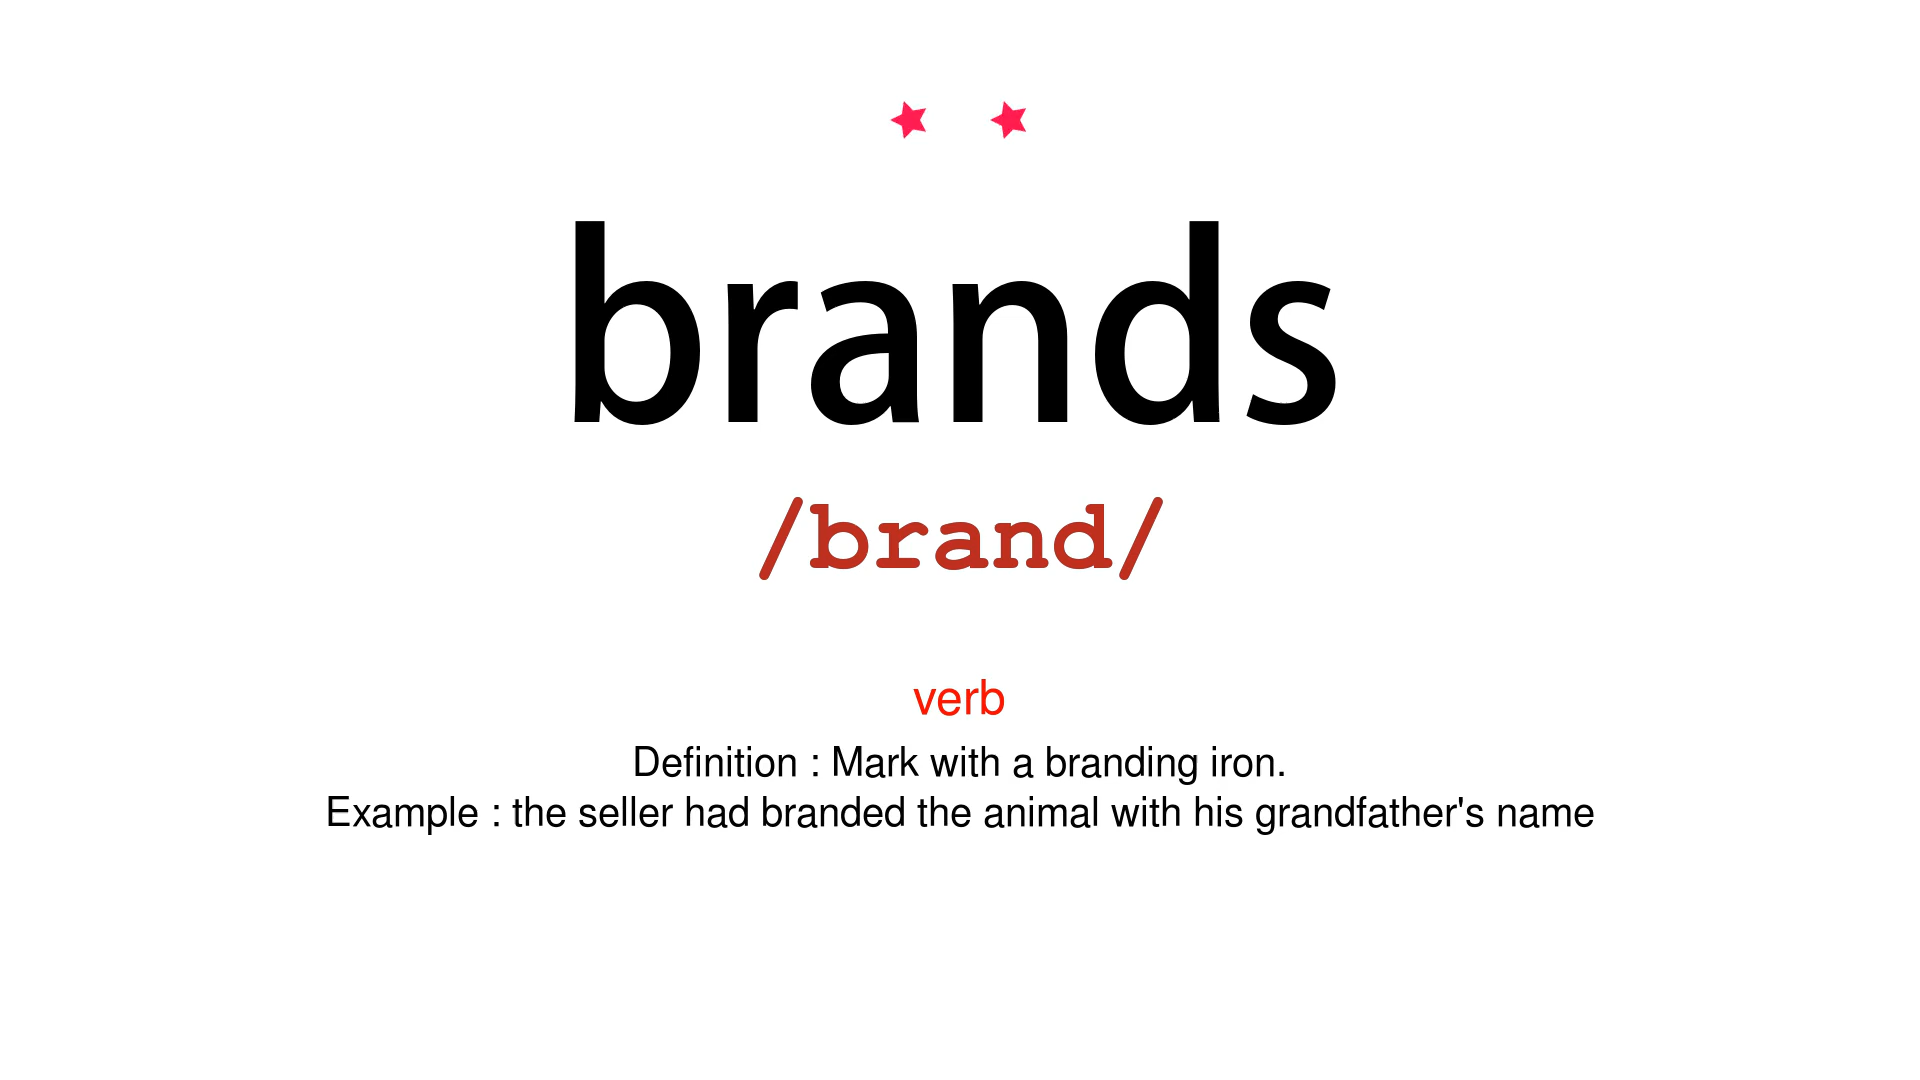 brands
/brand/
verb
Definition : Mark with a branding iron.
Example : the seller had branded the animal with his grandfather's name